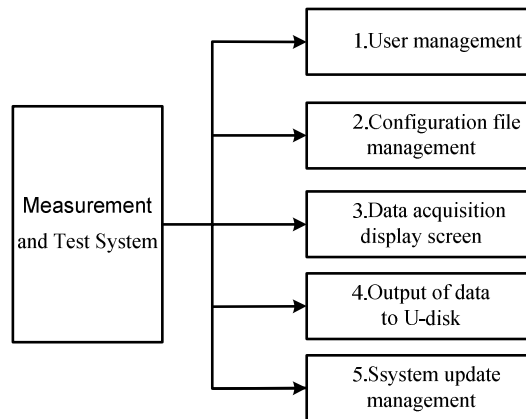 Measurement
and Test System
1.User management
2.Configuration file
management
3.Data acquisition
display screen
4.Output of data
to U-disk
5.Ssystem update
management